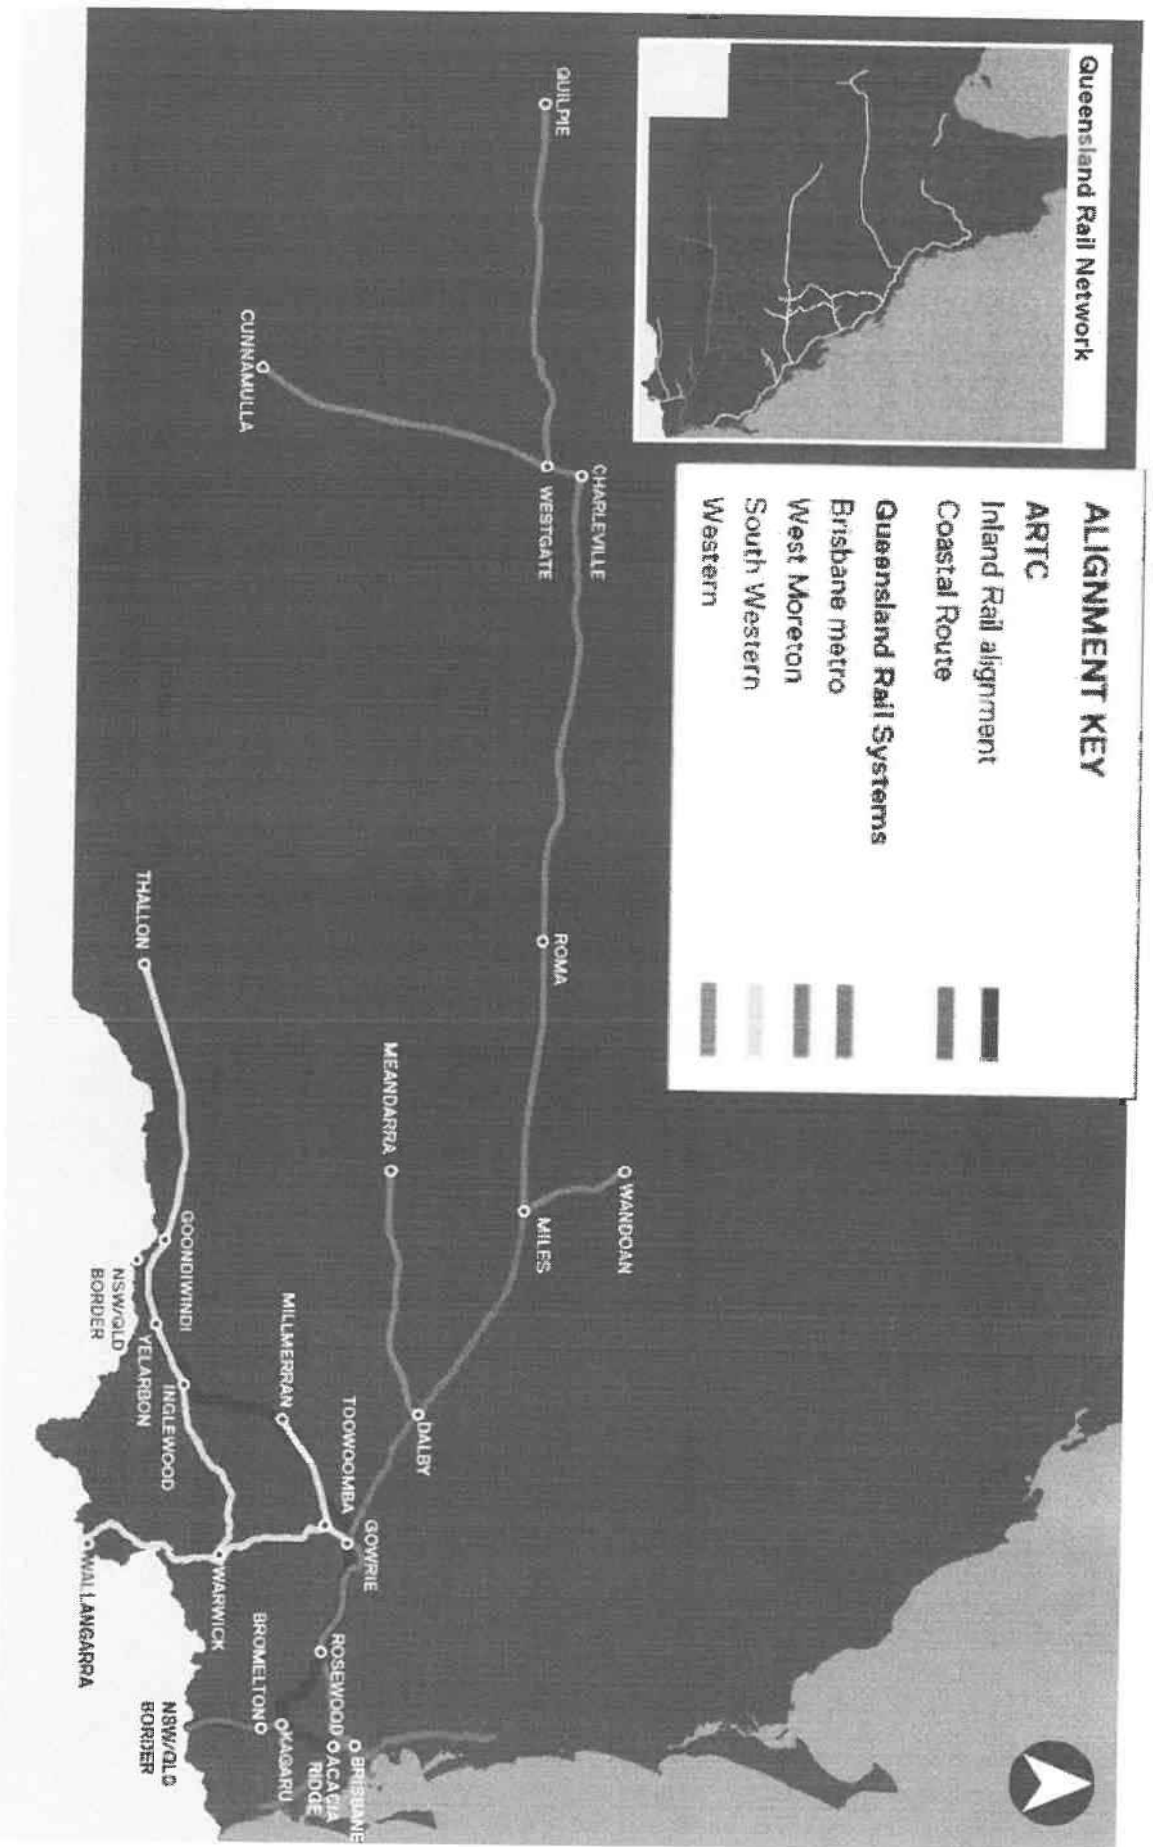 Queensland Rail Network
ALIGNMENT KEY
ARTC
Inland Rail alignment
Coastal Route
Queensland Rail Systems
Brisbane metro
West Moreton
South Western
Western
QUILPIE
CHARLEVILLE
WESTGATE
CUNNAMULLA
ROMA
WANDOAN
MILES
MEANDARRA
DALBY
THALLON
GOONDIWINDI
NSW/QLD
BORDER
YELARBON
INGLEWOOD
MILLMERRAN
TOOWOOMBA
GOWRIE
WARWICK
WALLANGARRA
ROSEWOOD
BRISBANE
ACACIA
RIDGE
KAGARU
BROMELTON
NSW/QLD
BORDER